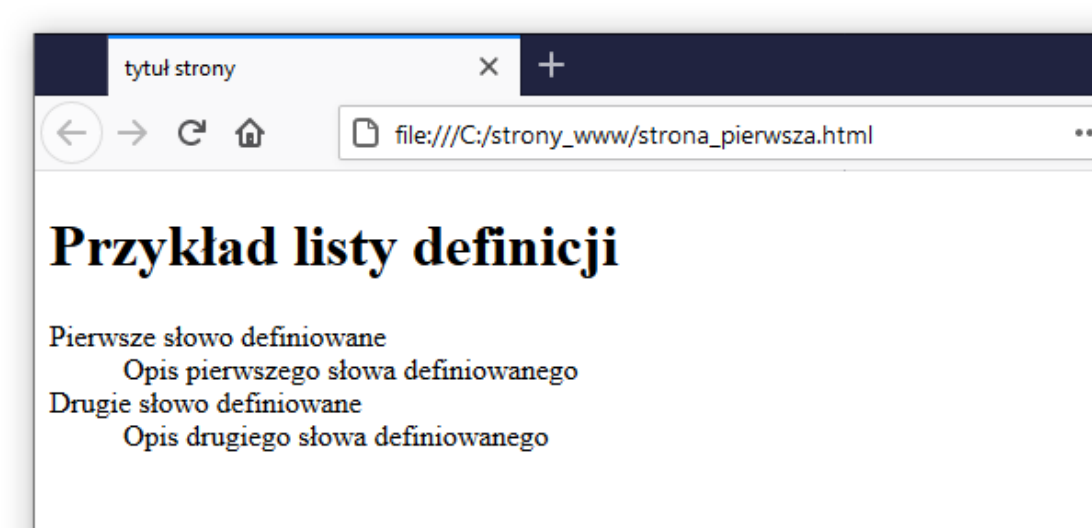 tytuł strony
file:///C:/strony_www/strona_pierwsza.html
Przykład listy definicji
Pierwsze słowo definiowane
Opis pierwszego słowa definiowanego
Drugie słowo definiowane
Opis drugiego słowa definiowanego